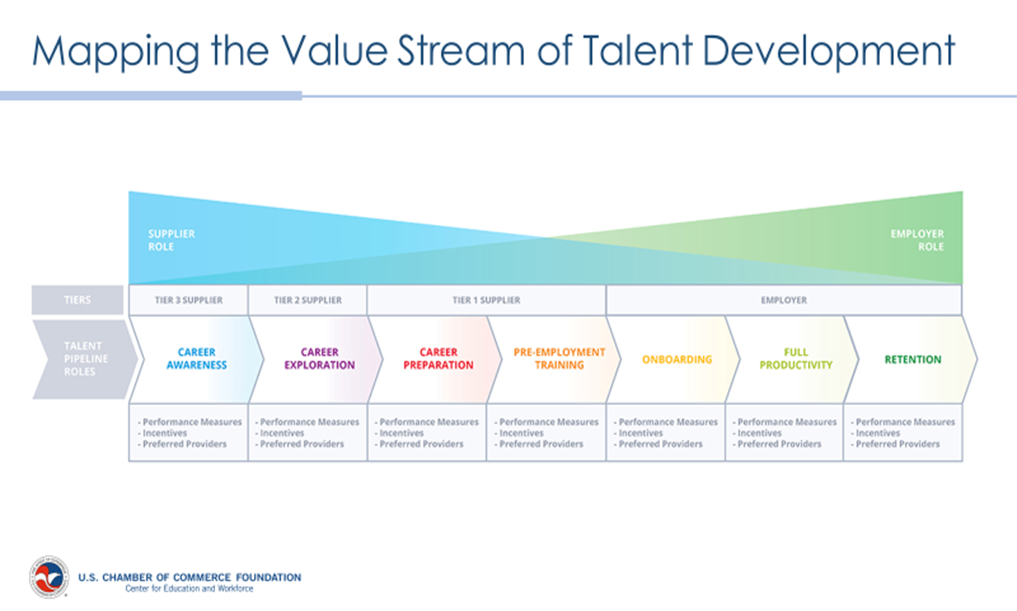 Mapping the Value Stream of Talent Development
SUPPLIER
ROLE
EMPLOYER
ROLE
TIERS
TIER 3 SUPPLIER
TIER 2 SUPPLIER
TIER 1 SUPPLIER
EMPLOYER
TALENT
PIPELINE
ROLES
CAREER
AWARENESS
CAREER
EXPLORATION
CAREER
PREPARATION
PRE-EMPLOYMENT
TRAINING
ONBOARDING
FULL
PRODUCTIVITY
RETENTION
- Performance Measures
- Incentives
- Preferred Providers
- Performance Measures
- Incentives
- Preferred Providers
- Performance Measures
- Incentives
- Preferred Providers
- Performance Measures
- Incentives
- Preferred Providers
- Performance Measures
- Incentives
- Preferred Providers
- Performance Measures
- Incentives
- Preferred Providers
- Performance Measures
- Incentives
- Preferred Providers
U.S. CHAMBER OF COMMERCE FOUNDATION
Center for Education and Workforce